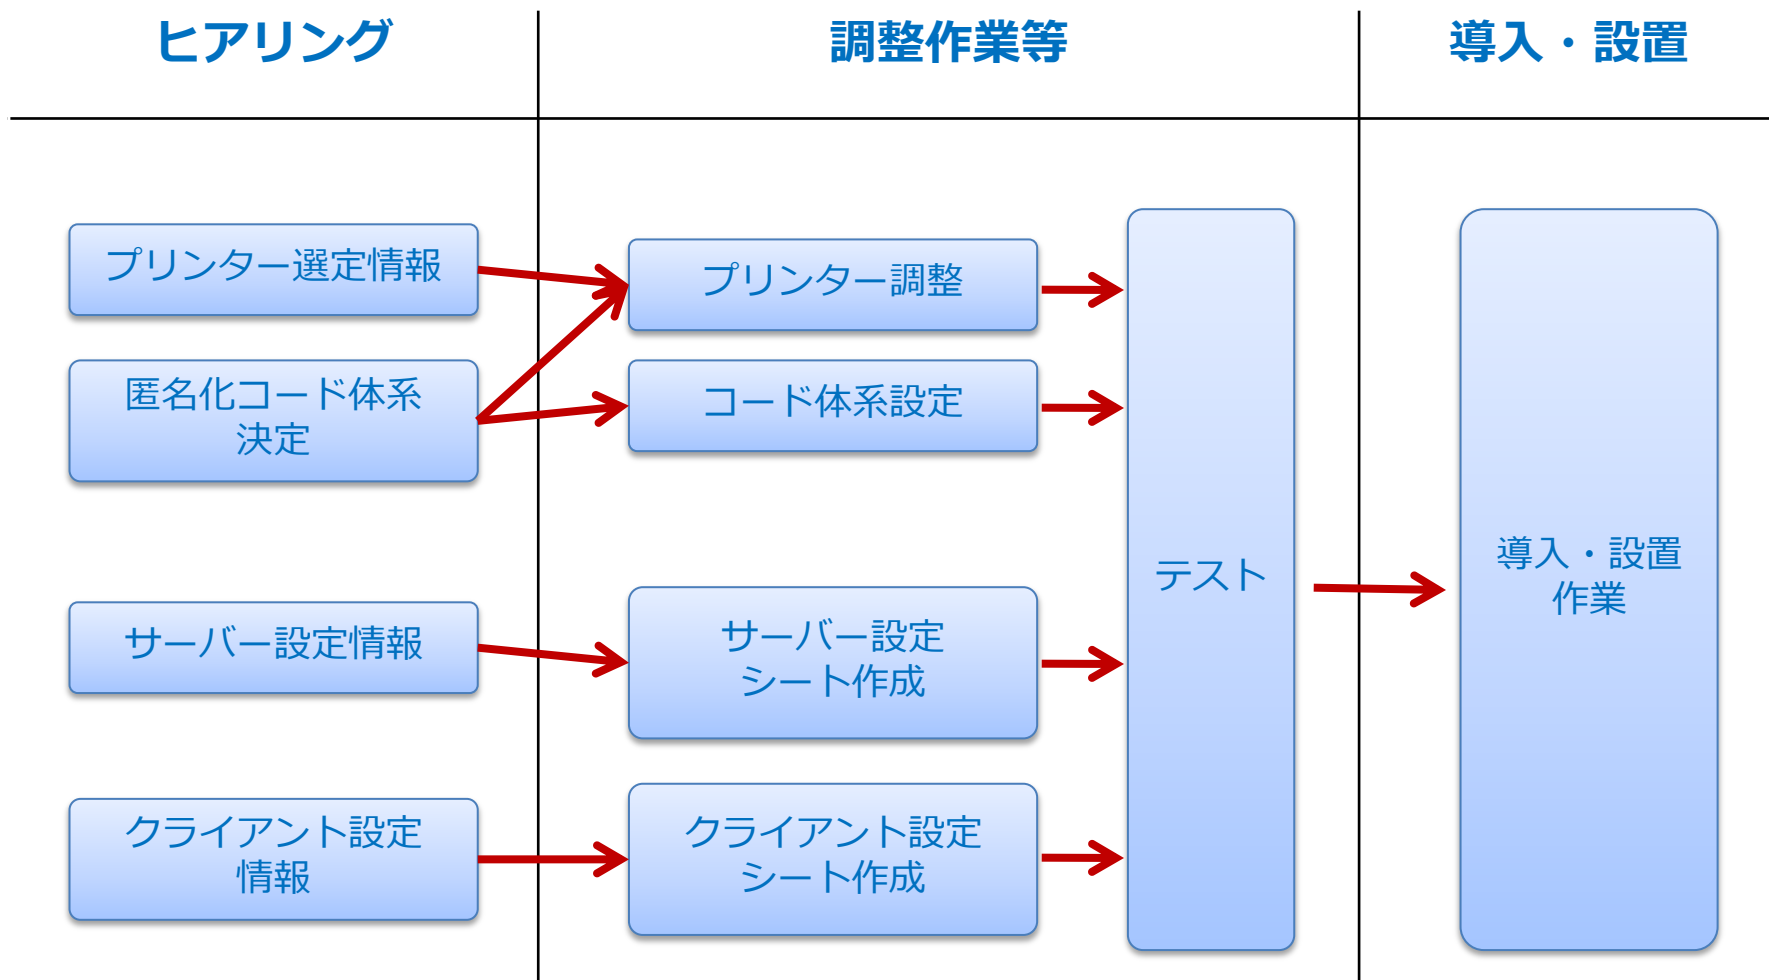 ヒアリング
調整作業等
導入・設置
プリンター選定情報
匿名化コード体系
決定
サーバー設定情報
クライアント設定
情報
プリンター調整
コード体系設定
サーバー設定
シート作成
クライアント設定
シート作成
テスト
導入・設置
作業